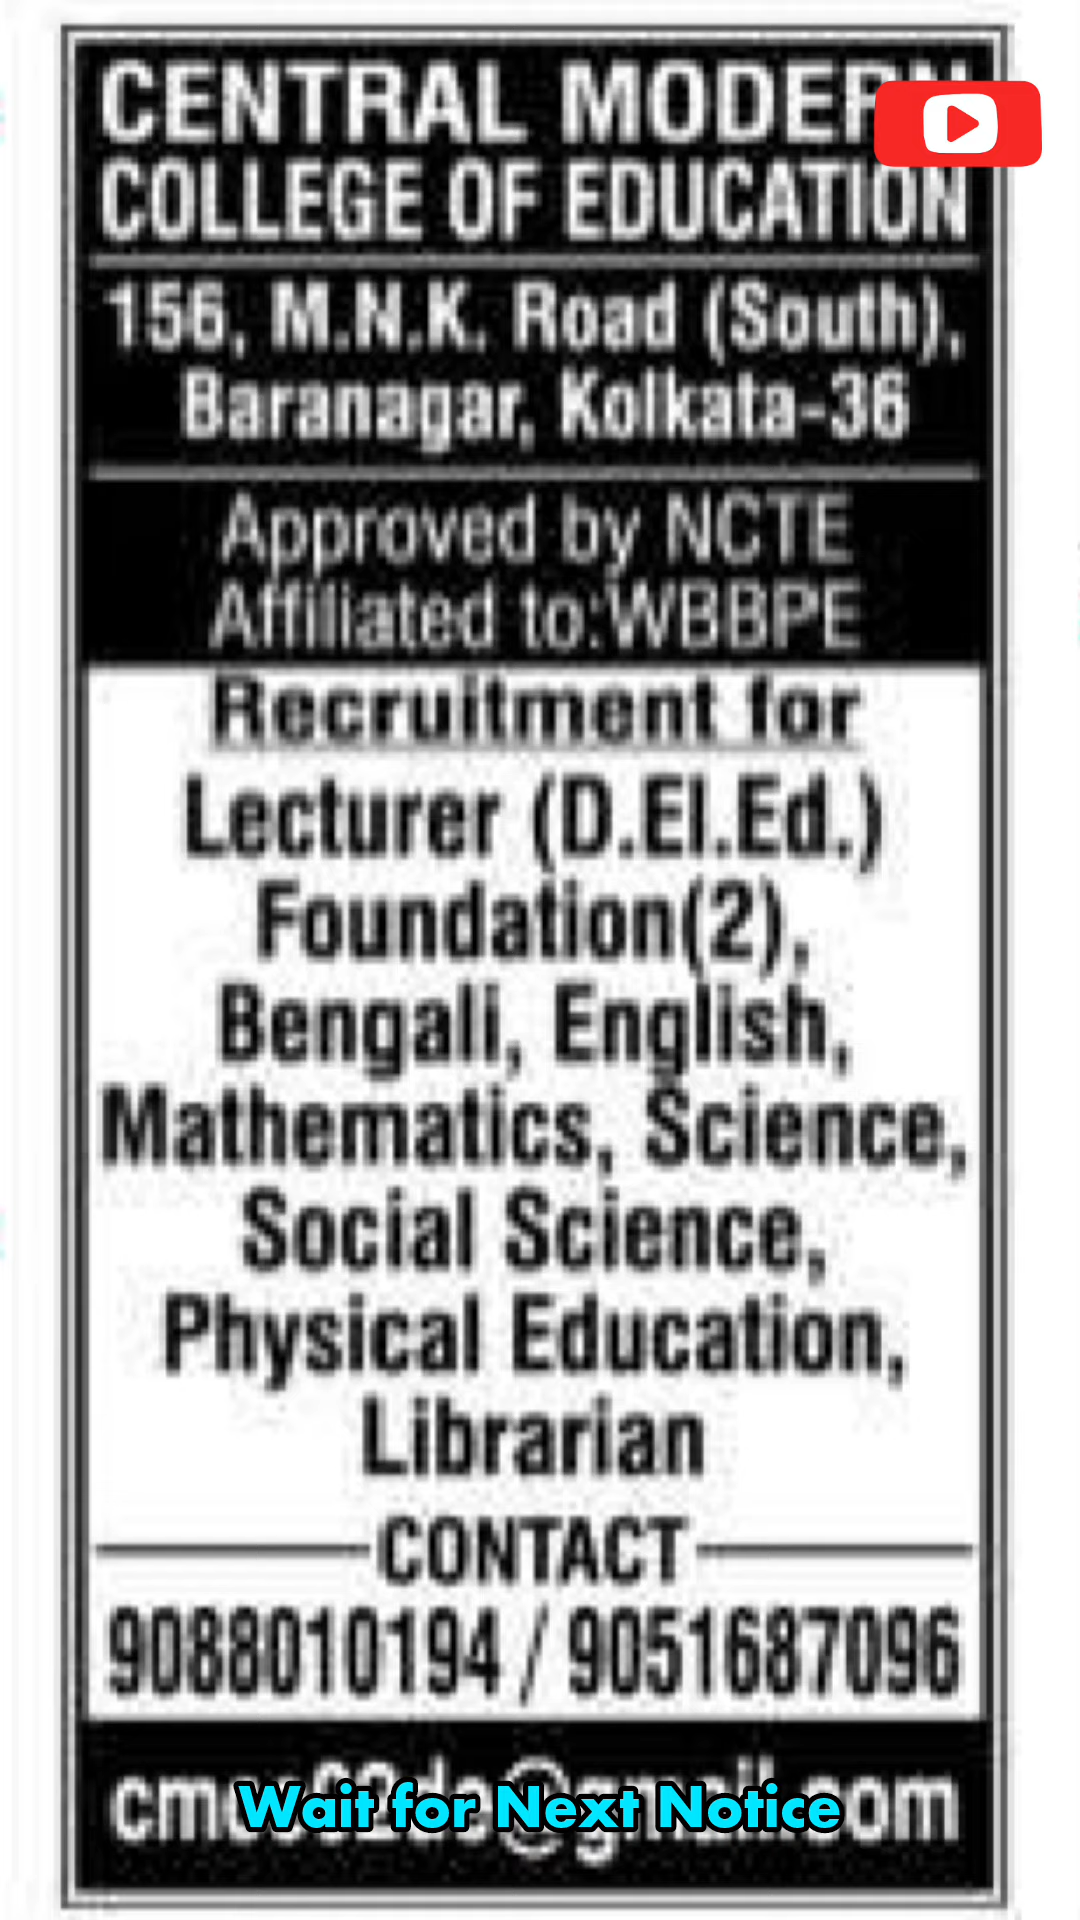 CENTRAL MODERN
COLLEGE OF EDUCATION
156, M.N.K. Road (South),
Baranagar, Kolkata-36
Approved by NCTE
Affiliated to:WBBPE
Recruitment for
Lecturer (D.El.Ed.)
Foundation(2),
Bengali, English,
Mathematics, Science,
Social Science,
Physical Education,
Librarian
CONTACT
9088010194 / 9051687096
Wait for Next Notice